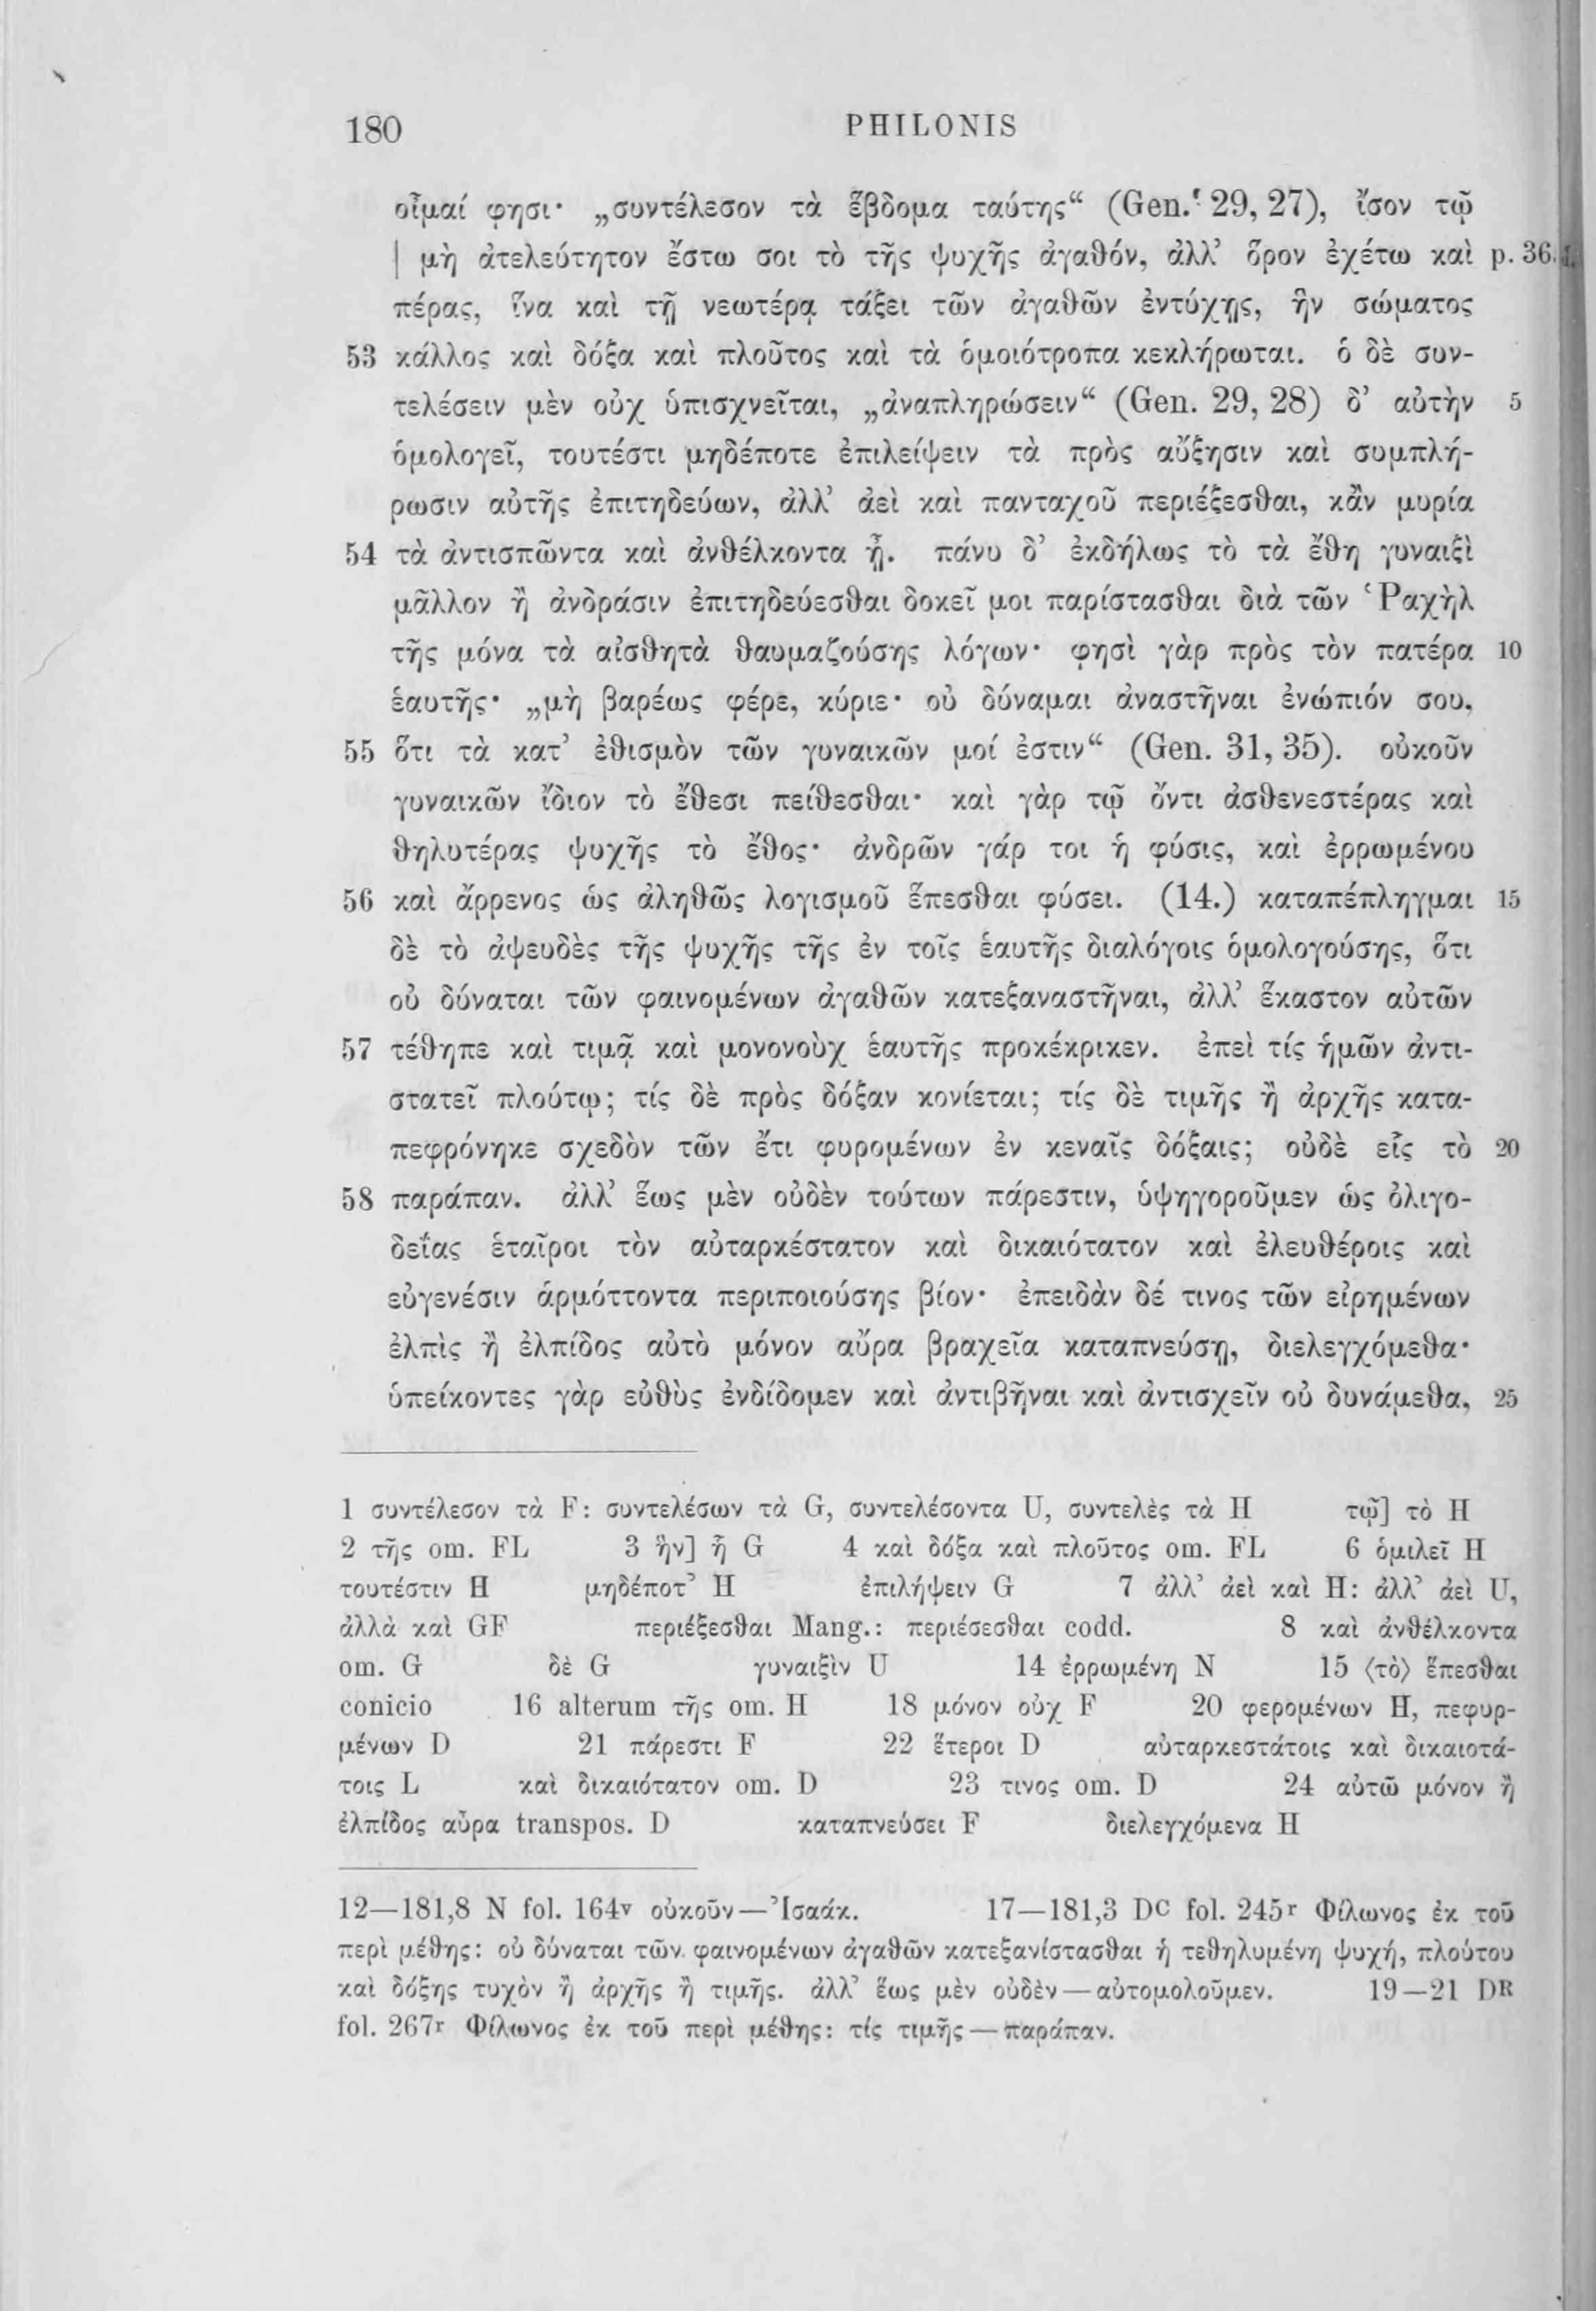 180 PHILONIS
οἶμαί φησι· „συντέλεσον τὰ ἕβδομα ταύτης“ (Gen. 29, 27), ἴσον τῷ
| μὴ ἀτελεύτητον ἔστω σοι τὸ τῆς ψυχῆς ἀγαθόν, ἀλλ’ ὅρον ἐχέτω καὶ p. 36
πέρας, ἵνα καὶ τῇ νεωτέρᾳ τάξει τῶν ἀγαθῶν ἐντύχῃς, ἣν σώματος
53 κάλλος καὶ δόξα καὶ πλοῦτος καὶ τὰ ὁμοιότροπα κεκλήρωται. ὁ δὲ συν-
τελέσειν μὲν οὐχ ὑπισχνεῖται, „ἀναπληρώσειν“ (Gen. 29, 28) δ’ αὐτὴν 5
ὁμολογεῖ, τουτέστι μηδέποτε ἐπιλείψειν τὰ πρὸς αὔξησιν καὶ συμπλή-
ρωσιν αὐτῆς ἐπιτηδεύων, ἀλλ’ ἀεὶ καὶ πανταχοῦ περιέξεσθαι, κἂν μυρία
54 τὰ ἀντισπῶντα καὶ ἀνθέλκοντα ᾖ. πάνυ δ’ ἐκδήλως τὸ τὰ ἔθη γυναιξὶ
μᾶλλον ἢ ἀνδράσιν ἐπιτηδεύεσθαι δοκεῖ μοι παρίστασθαι διὰ τῶν Ῥαχὴλ
τῆς μόνα τὰ αἰσθητὰ θαυμαζούσης λόγων· φησὶ γὰρ πρὸς τὸν πατέρα 10
ἑαυτῆς· „μὴ βαρέως φέρε, κύριε· οὐ δύναμαι ἀναστῆναι ἐνώπιόν σου,
55 ὅτι τὰ κατ’ ἐθισμὸν τῶν γυναικῶν μοί ἐστιν“ (Gen. 31, 35). οὐκοῦν
γυναικῶν ἴδιον τὸ ἔθεσι πείθεσθαι· καὶ γὰρ τῷ ὄντι ἀσθενεστέρας καὶ
θηλυτέρας ψυχῆς τὸ ἔθος· ἀνδρῶν γάρ τοι ἡ φύσις, καὶ ἐρρωμένου
56 καὶ ἄρρενος ὡς ἀληθῶς λογισμοῦ ἕπεσθαι φύσει. (14.) καταπέπληγμαι 15
δὲ τὸ ἀψευδὲς τῆς ψυχῆς τῆς ἐν τοῖς ἑαυτῆς διαλόγοις ὁμολογούσης, ὅτι
οὐ δύναται τῶν φαινομένων ἀγαθῶν κατεξαναστῆναι, ἀλλ’ ἕκαστον αὐτῶν
57 τέθηπε καὶ τιμᾷ καὶ μονονοὺχ ἑαυτῆς προκέκρικεν. ἐπεὶ τίς ἡμῶν ἀντι-
στατεῖ πλούτῳ; τίς δὲ πρὸς δόξαν κονίεται; τίς δὲ τιμῆς ἢ ἀρχῆς κατα-
πεφρόνηκε σχεδὸν τῶν ἔτι φυρομένων ἐν κεναῖς δόξαις; οὐδὲ εἷς τὸ 20
58 παράπαν. ἀλλ’ ἕως μὲν οὐδὲν τούτων πάρεστιν, ὑψηγοροῦμεν ὡς ὀλιγο-
δεΐας ἑταῖροι τὸν αὐταρκέστατον καὶ δικαιότατον καὶ ἐλευθέροις καὶ
εὐγενέσιν ἁρμόττοντα περιποιούσης βίον· ἐπειδὰν δέ τινος τῶν εἰρημένων
ἐλπὶς ἢ ἐλπίδος αὐτὸ μόνον αὔρα βραχεῖα καταπνεύσῃ, διελεγχόμεθα·
ὑπείκοντες γὰρ εὐθὺς ἐνδίδομεν καὶ ἀντιβῆναι καὶ ἀντισχεῖν οὐ δυνάμεθα, 25
1 συντέλεσον τὰ F: συντελέσων τὰ G, συντελέσοντα U, συντελὲς τὰ H τῷ] τὸ H
2 τῆς om. FL 3 ἣν] ἡ G 4 καὶ δόξα καὶ πλοῦτος om. FL 6 ὁμιλεῖ H
τουτέστιν H μηδέποτ’ H ἐπιλήψειν G 7 ἀλλ’ ἀεὶ καὶ H: ἀλλ’ ἀεὶ U,
ἀλλὰ καὶ GF περιέξεσθαι Mang.: περιέσεσθαι codd. 8 καὶ ἀνθέλκοντα
om. G δὲ G γυναιξὶν U 14 ἐρρωμένη N 15 ⟨τὸ⟩ ἕπεσθαι
conicio 16 alterum τῆς om. H 18 μόνον οὐχ F 20 φερομένων H, πεφυρ-
μένων D 21 πάρεστι F 22 ἕτεροι D αὐταρκεστάτοις καὶ δικαιοτά-
τοις L καὶ δικαιότατον om. D 23 τινος om. D 24 αὐτῶ μόνον ἢ
ἐλπίδος αὖρα transpos. D καταπνεύσει F διελεγχόμενα H
12—181,8 N fol. 164v οὐκοῦν—Ἰσαάκ. 17—181,3 Dc fol. 245r Φίλωνος ἐκ τοῦ
περὶ μέθης: οὐ δύναται τῶν φαινομένων ἀγαθῶν κατεξανίστασθαι ἡ τεθηλυμένη ψυχή, πλούτου
καὶ δόξης τυχὸν ἢ ἀρχῆς ἢ τιμῆς. ἀλλ’ ἕως μὲν οὐδὲν—αὐτομολοῦμεν. 19—21 DR
fol. 267r Φίλωνος ἐκ τοῦ περὶ μέθης: τίς τιμῆς—παράπαν.